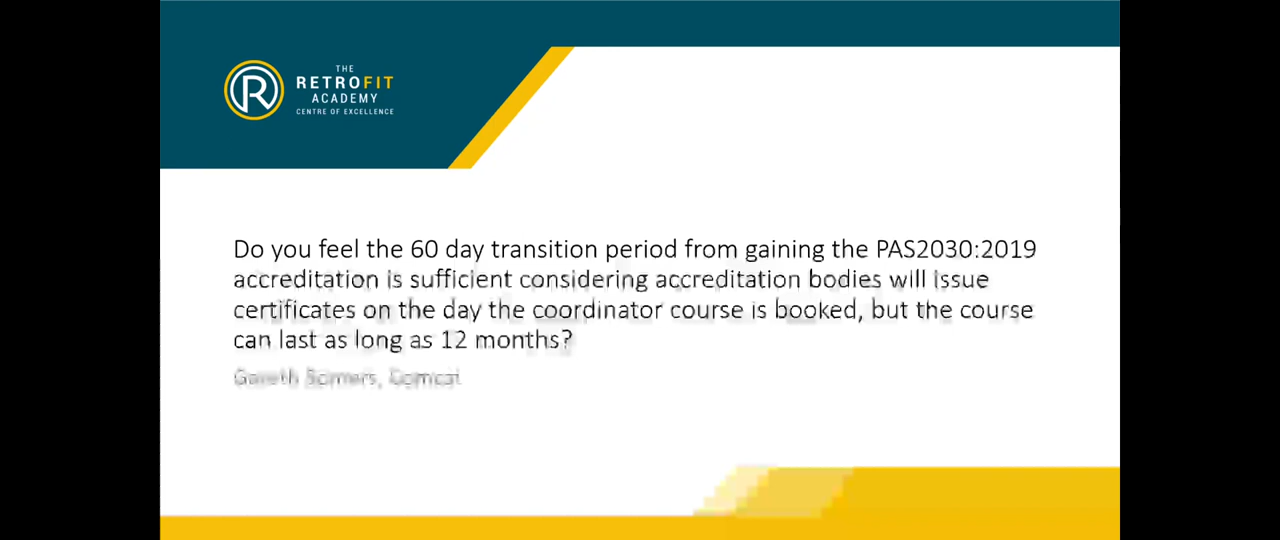 THE
RETROFIT
ACADEMY
CENTRE OF EXCELLENCE
Do you feel the 60 day transition period from gaining the PAS2030:2019
accreditation is sufficient considering accreditation bodies will issue
certificates on the day the coordinator course is booked, but the course
can last as long as 12 months?
Gareth